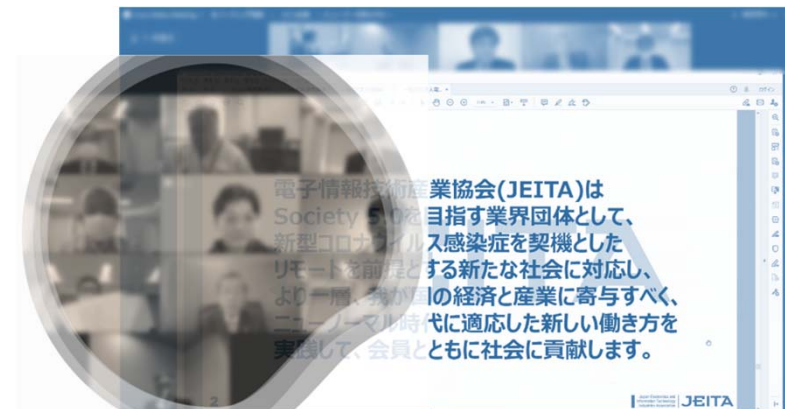 電子情報技術産業協会(JEITA)は
Society 5.0を目指す業界団体として、
新型コロナウイルス感染症を契機とした
リモートを前提とする新たな社会に対応し、
より一層、我が国の経済と産業に寄与すべく、
ニューノーマル時代に適応した新しい働き方を
実践して、会員とともに社会に貢献します。
2
JEITA